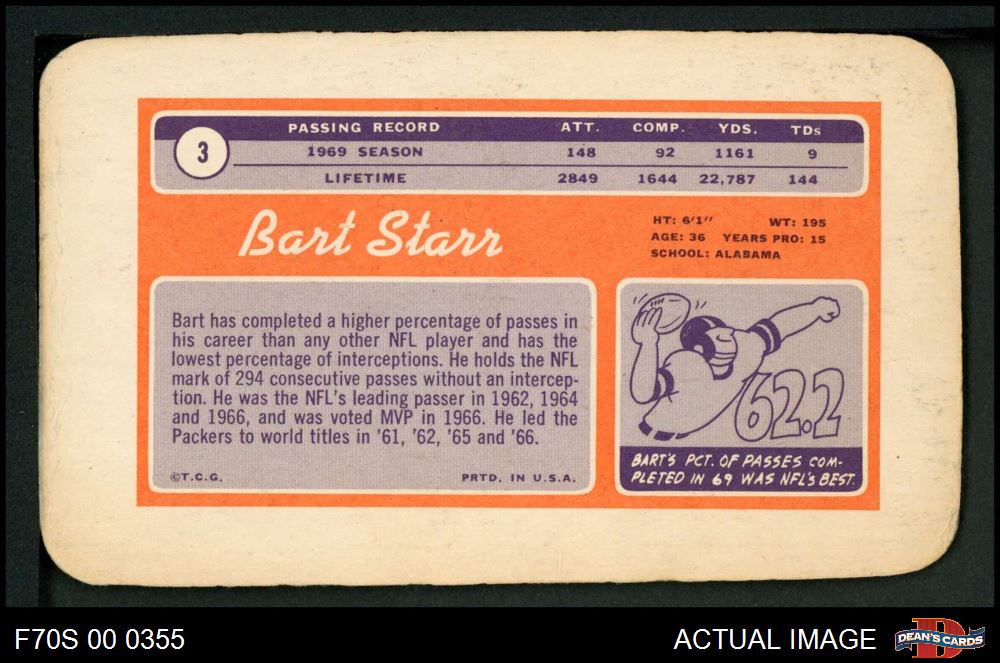 3
PASSING RECORD ATT. COMP. YDS. TDs
1969 SEASON 148 92 1161 9
LIFETIME 2849 1644 22,787 144
Bart Starr
HT: 6'1" WT: 195
AGE: 36 YEARS PRO: 15
SCHOOL: ALABAMA
Bart has completed a higher percentage of passes in
his career than any other NFL player and has the
lowest percentage of interceptions. He holds the NFL
mark of 294 consecutive passes without an intercep-
tion. He was the NFL's leading passer in 1962, 1964
and 1966, and was voted MVP in 1966. He led the
Packers to world titles in '61, '62, '65 and '66.
©T.C.G. PRTD. IN U.S.A.
62.2
BART'S PCT. OF PASSES COM-
PLETED IN 69 WAS NFL'S BEST.
F70S 00 0355
ACTUAL IMAGE
D
DEAN'S CARDS